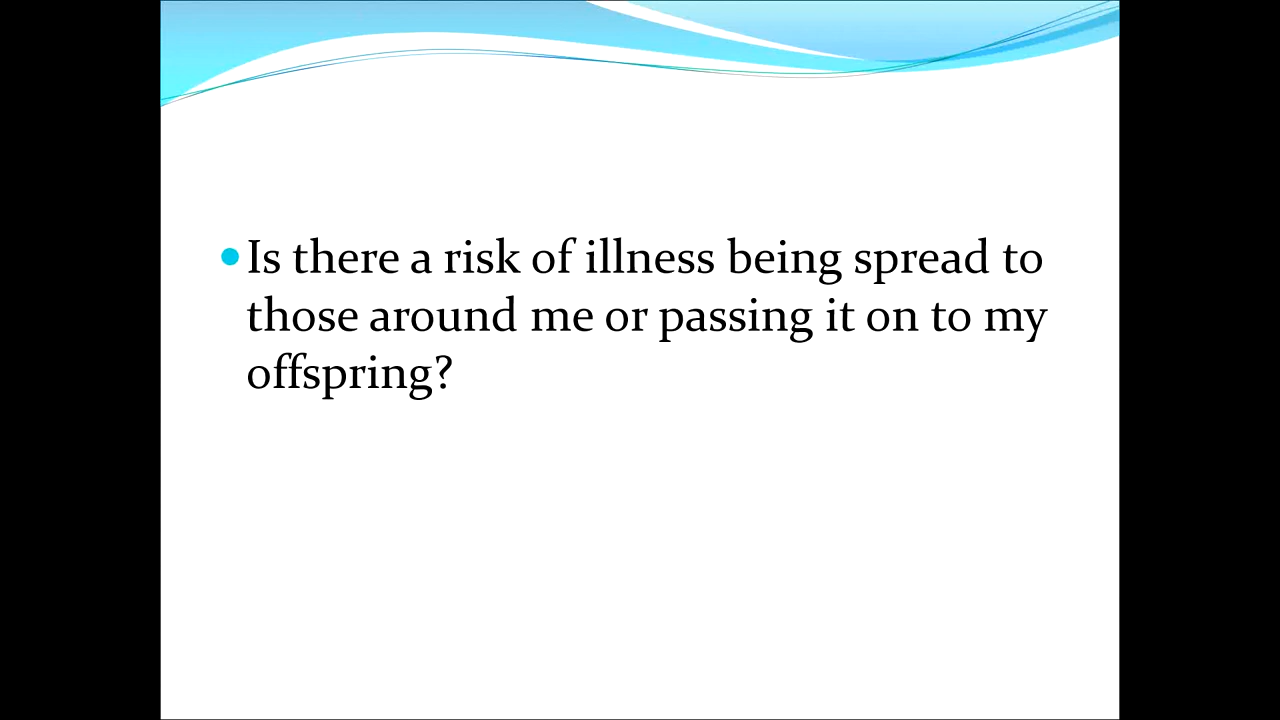 •Is there a risk of illness being spread to
those around me or passing it on to my
offspring?